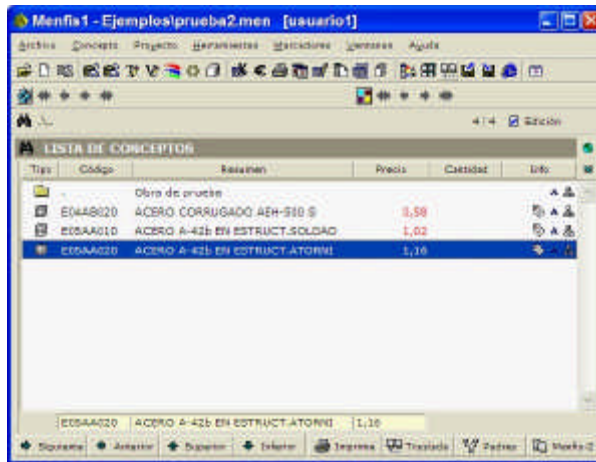 Menfis1 - Ejemplos\prueba2.men [usuario1]
Archivo Concepto Proyecto Herramientas Marcadores Ventanas Ayuda
4/4 Edición
LISTA DE CONCEPTOS
Tipo Código Resumen Precio Cantidad Info
. Obra de prueba
E04AB020 ACERO CORRUGADO AEH-500 S 0,58
E05AA010 ACERO A-42b EN ESTRUCT.SOLDAD 1,02
E05AA020 ACERO A-42b EN ESTRUCT.ATORNI 1,16
E05AA020 ACERO A-42b EN ESTRUCT.ATORNI 1,16
Siguiente Anterior Superior Inferior Imprime Traslada Padres Menfis-2